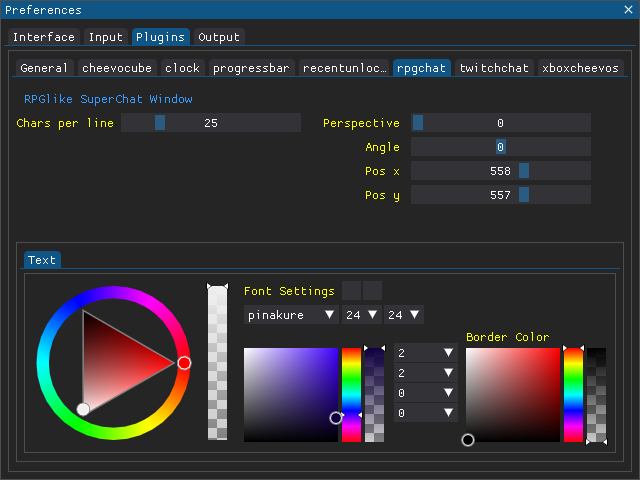 Preferences
Interface Input Plugins Output
General cheevocube clock progressbar recentunloc… rpgchat twitchchat xboxcheevos
RPGlike SuperChat Window
Chars per line 25 Perspective 0
Angle 0
Pos x 558
Pos y 557
Text
Font Settings
pinakure 24 24
Border Color
2
2
0
0